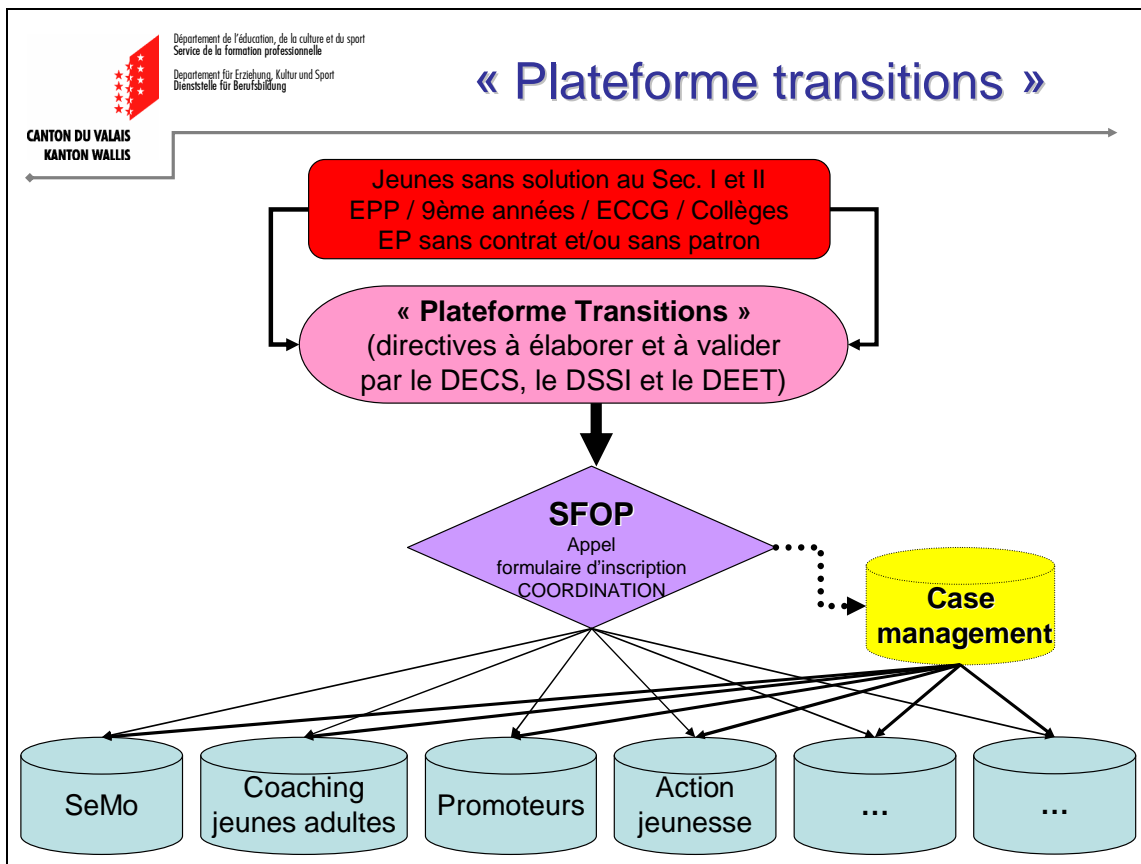 Département de l'éducation, de la culture et du sport
Service de la formation professionnelle
Departement für Erziehung, Kultur und Sport
Dienststelle für Berufsbildung
CANTON DU VALAIS
KANTON WALLIS
« Plateforme transitions »
Jeunes sans solution au Sec. I et II
EPP / 9ème années / ECCG / Collèges
EP sans contrat et/ou sans patron
« Plateforme Transitions »
(directives à élaborer et à valider
par le DECS, le DSSI et le DEET)
SFOP
Appel
formulaire d'inscription
COORDINATION
Case
management
SeMo
Coaching
jeunes adultes
Promoteurs
Action
jeunesse
...
...